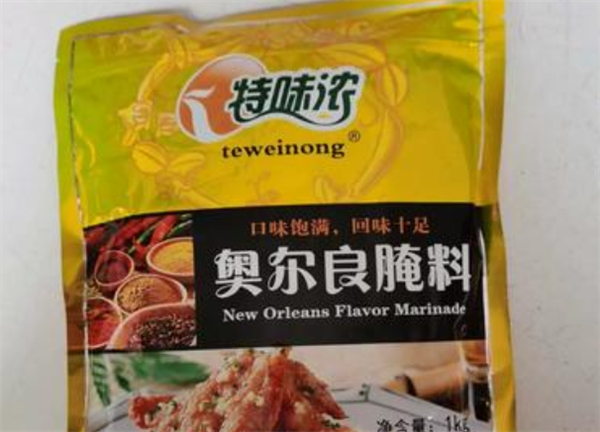 特味浓
teweinong®
口味饱满，回味十足
奥尔良腌料
New Orleans Flavor Marinade
净含量：1kg